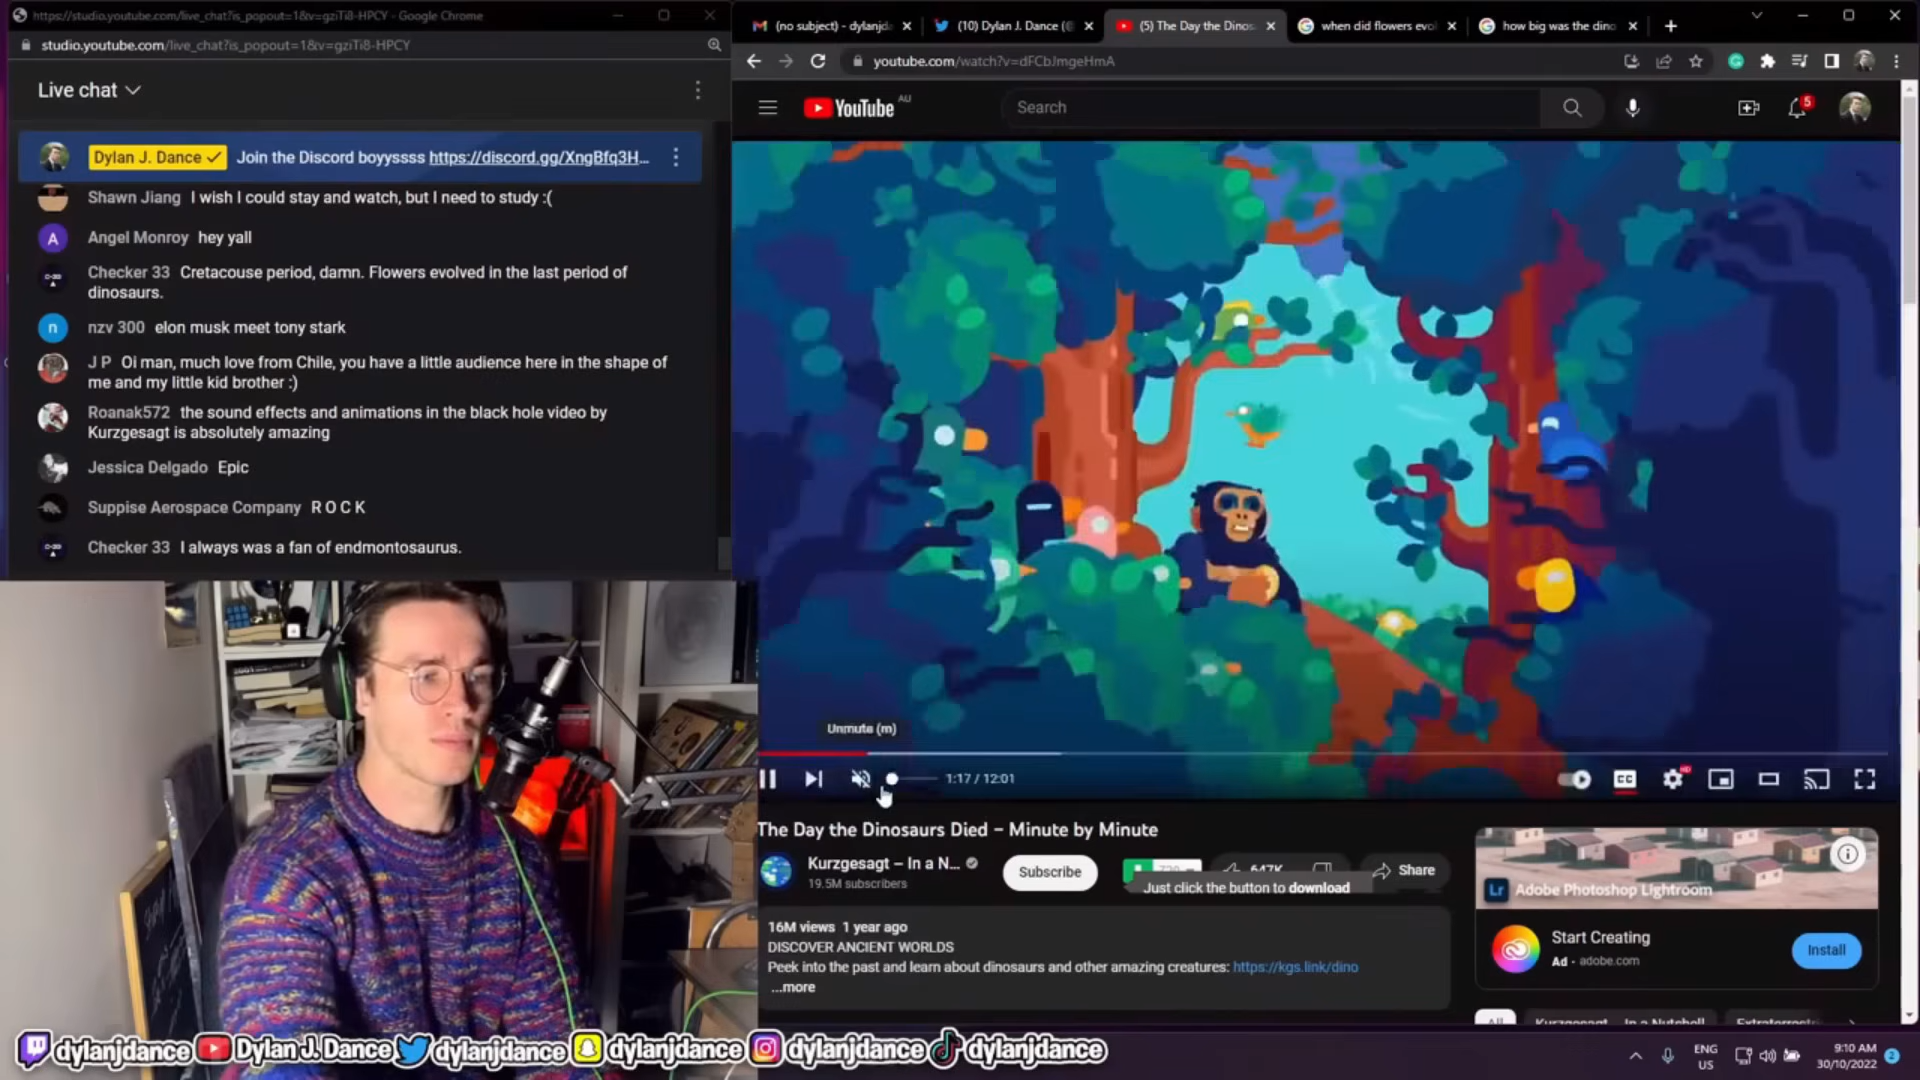 https://studio.youtube.com/live_chat?is_popout=1&v=gziTi8-HPCY - Google Chrome
studio.youtube.com/live_chat?is_popout=1&v=gziTi8-HPCY
Live chat
Dylan J. Dance Join the Discord boyyssss https://discord.gg/XngBfq3H...
Shawn Jiang I wish I could stay and watch, but I need to study :(
A Angel Monroy hey yall
Checker 33 Cretacouse period, damn. Flowers evolved in the last period of
dinosaurs.
n nzv 300 elon musk meet tony stark
J P Oi man, much love from Chile, you have a little audience here in the shape of
me and my little kid brother :)
Roanak572 the sound effects and animations in the black hole video by
Kurzgesagt is absolutely amazing
Jessica Delgado Epic
Suppise Aerospace Company R O C K
Checker 33 I always was a fan of endmontosaurus.
(no subject) - dylanjd
(10) Dylan J. Dance (@
(5) The Day the Dinos
when did flowers evol
how big was the dino
youtube.com/watch?v=dFCbJmgeHmA
YouTube AU
Search
5
Unmute (m)
1:17 / 12:01
CC
HD
The Day the Dinosaurs Died – Minute by Minute
Kurzgesagt – In a N...
19.5M subscribers
Subscribe
647K
Share
Just click the button to download
16M views 1 year ago
DISCOVER ANCIENT WORLDS
Peek into the past and learn about dinosaurs and other amazing creatures: https://kgs.link/dino
...more
Lr Adobe Photoshop Lightroom
Start Creating
Ad - adobe.com
Install
All
Kurzgesagt – In a Nutshell
dylanjdance Dylan J. Dance dylanjdance dylanjdance dylanjdance dylanjdance
ENG
US
9:10 AM
30/10/2022
2